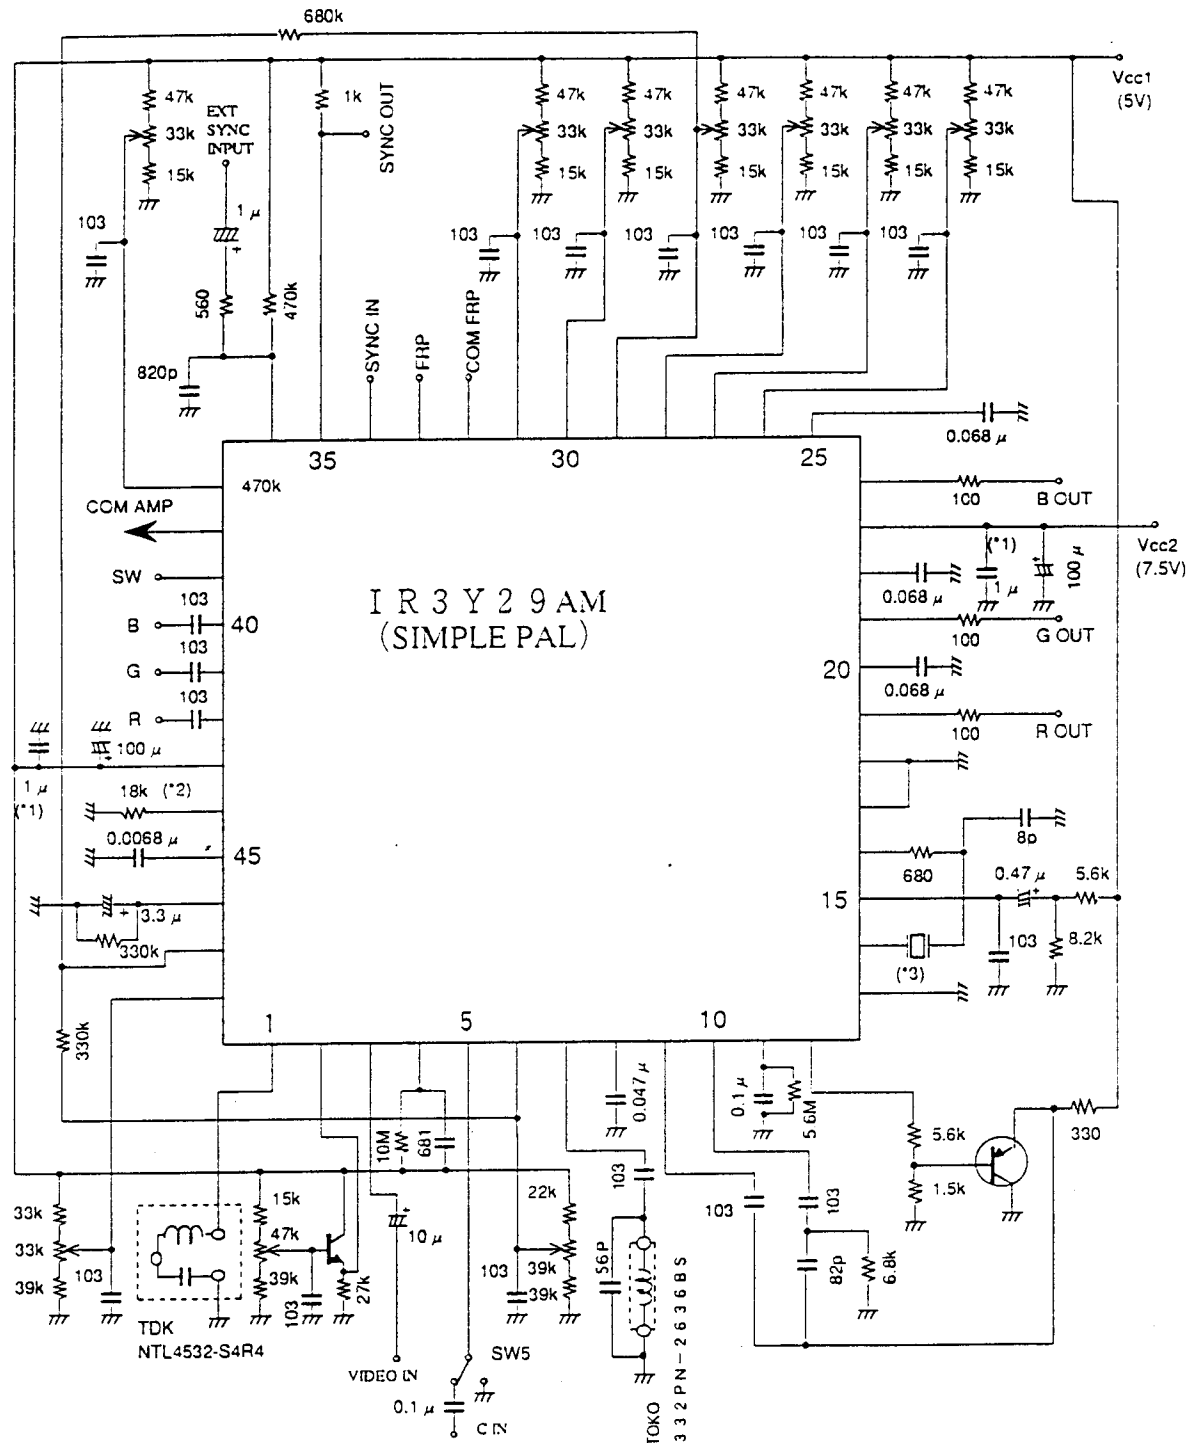 680k
Vcc1
(5V)
47k
33k
15k
EXT
SYNC
INPUT
1k
SYNC OUT
47k
47k
47k
47k
47k
47k
33k
33k
33k
33k
33k
33k
15k
15k
15k
15k
15k
15k
103
1 μ
103
103
103
103
103
103
560
470k
820p
SYNC IN
FRP
COM FRP
0.068 μ
35
30
25
470k
COM AMP
100
B OUT
Vcc2
(7.5V)
(*1)
1 μ
100 μ
SW
103
B
40
103
G
103
R
IR3Y29AM
(SIMPLE PAL)
0.068 μ
100
G OUT
20
0.068 μ
100
R OUT
100 μ
1 μ
(*1)
18k (*2)
0.0068 μ
45
3.3 μ
330k
8p
680
0.47 μ
5.6k
15
103
8.2k
(*3)
1
5
10
330k
10M
681
0.047 μ
0.1 μ
5.6M
5.6k
1.5k
330
33k
33k
39k
103
15k
47k
39k
103
27k
10 μ
22k
39k
39k
103
103
56P
103
103
82p
6.8k
TDK
NTL4532-S4R4
VIDEO IN
SW5
0.1 μ
C IN
TOKO
332PN-2636BS